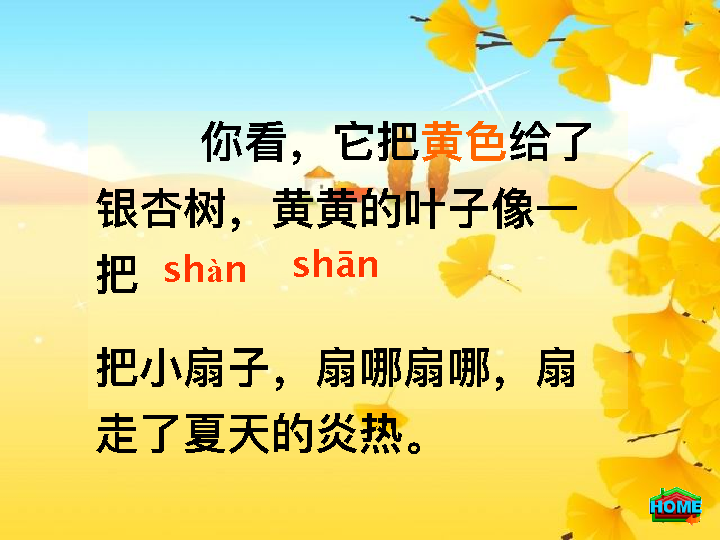 你看，它把黄色给了
银杏树，黄黄的叶子像一
把 shàn shān
把小扇子，扇哪扇哪，扇
走了夏天的炎热。
HOME